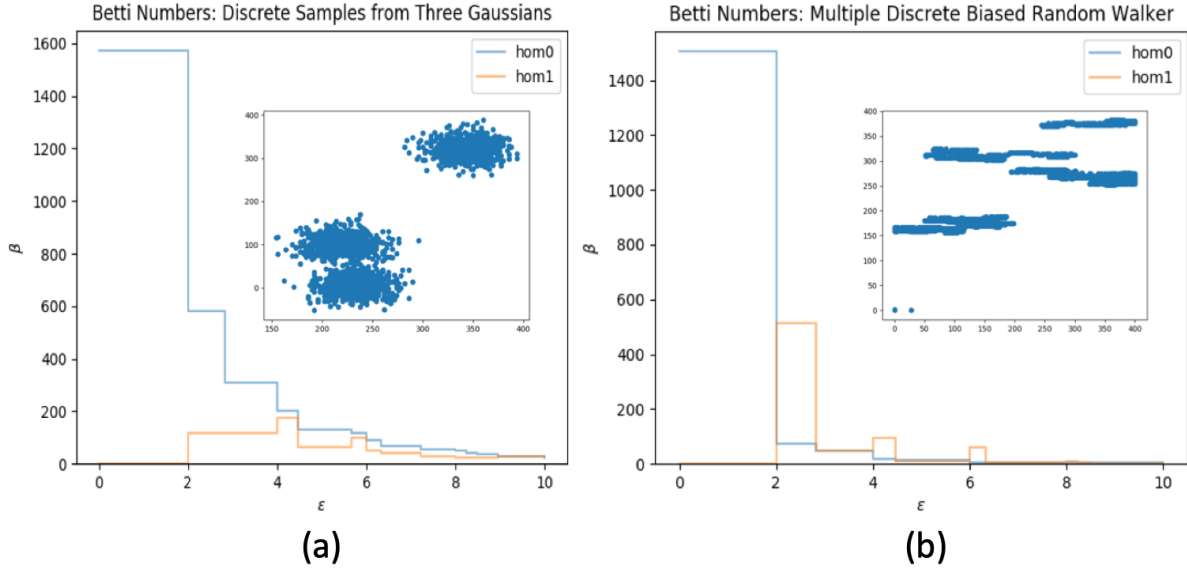 Betti Numbers: Discrete Samples from Three Gaussians
1600
1400
1200
1000
800
600
400
200
0
β
0 2 4 6 8 10
ε
hom0
hom1
400
300
200
100
0
150 200 250 300 350 400
(a)
Betti Numbers: Multiple Discrete Biased Random Walker
1400
1200
1000
800
600
400
200
0
β
0 2 4 6 8 10
ε
hom0
hom1
400
350
300
250
200
150
100
50
0
0 50 100 150 200 250 300 350 400
(b)